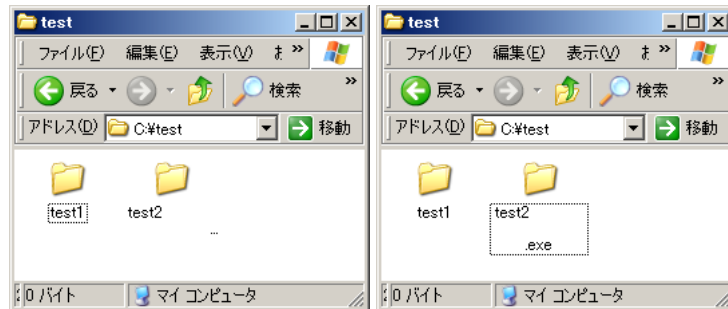 test
ファイル(F) 編集(E) 表示(V) ま »
戻る 検索 »
アドレス(D) C:¥test 移動
test1 test2
...
0 バイト マイ コンピュータ
test
ファイル(F) 編集(E) 表示(V) ま »
戻る 検索 »
アドレス(D) C:¥test 移動
test1 test2
.exe
0 バイト マイ コンピュータ